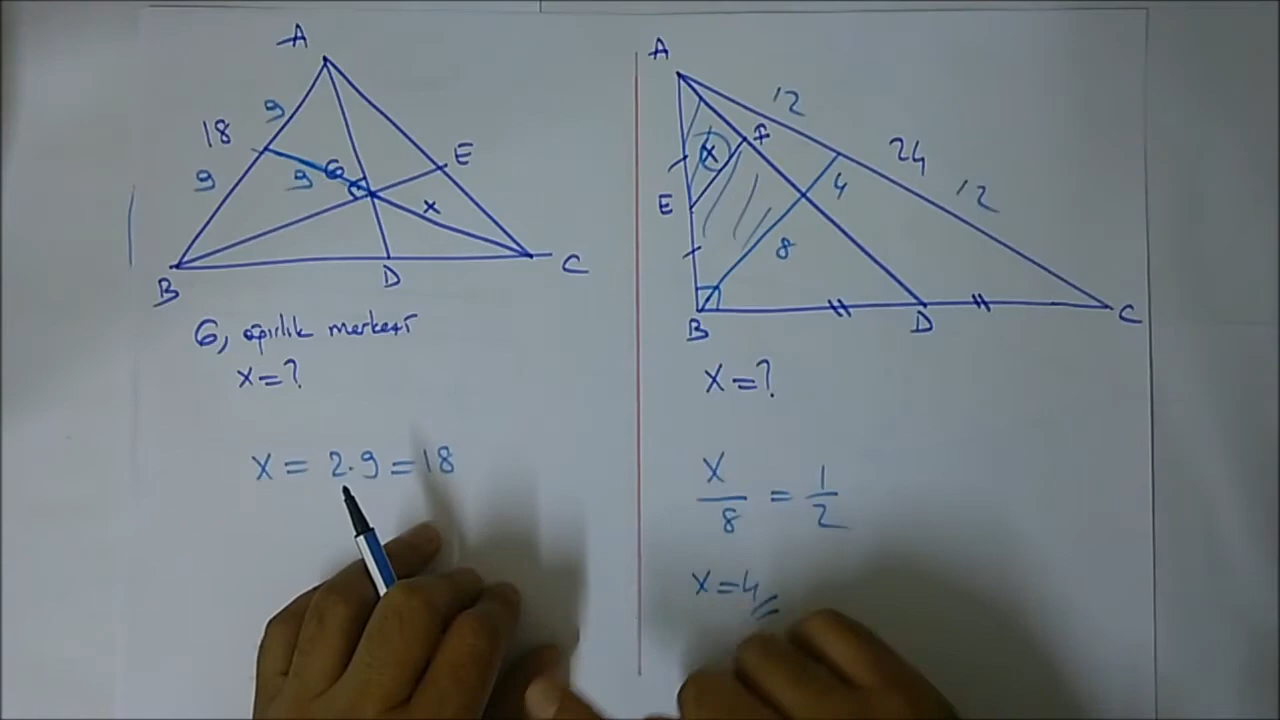 A
18
9
9
9
G
E
x
B
D
C
G, ağırlık merkezi
x=?
x = 2·9 = 18
A
12
F
x
24
4
12
E
8
B
D
C
x=?
x/8 = 1/2
x=4